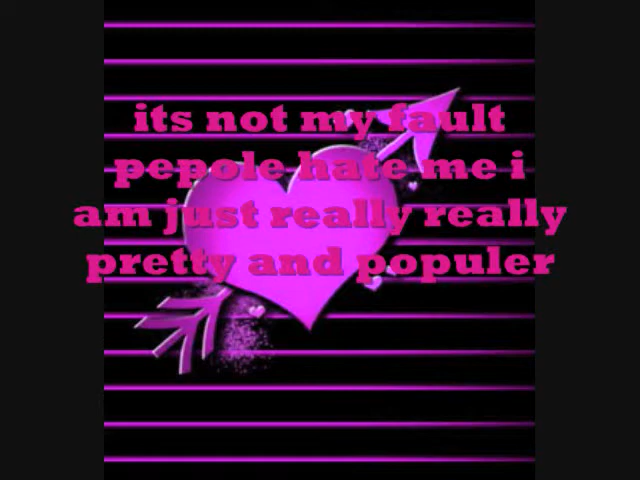 its not my fault
pepole hate me i
am just really really
pretty and populer